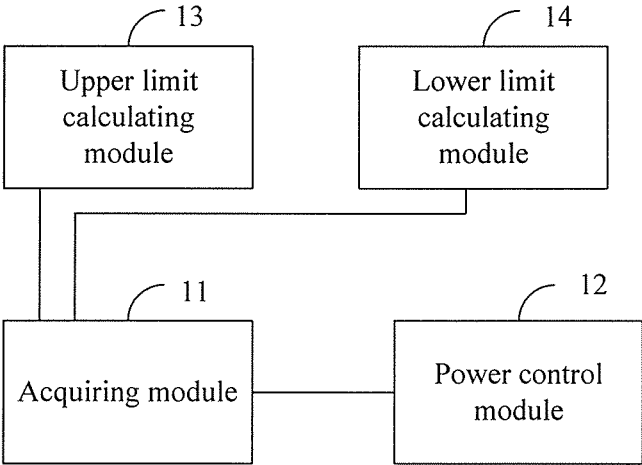 13
Upper limit
calculating
module
14
Lower limit
calculating
module
11
Acquiring module
12
Power control
module